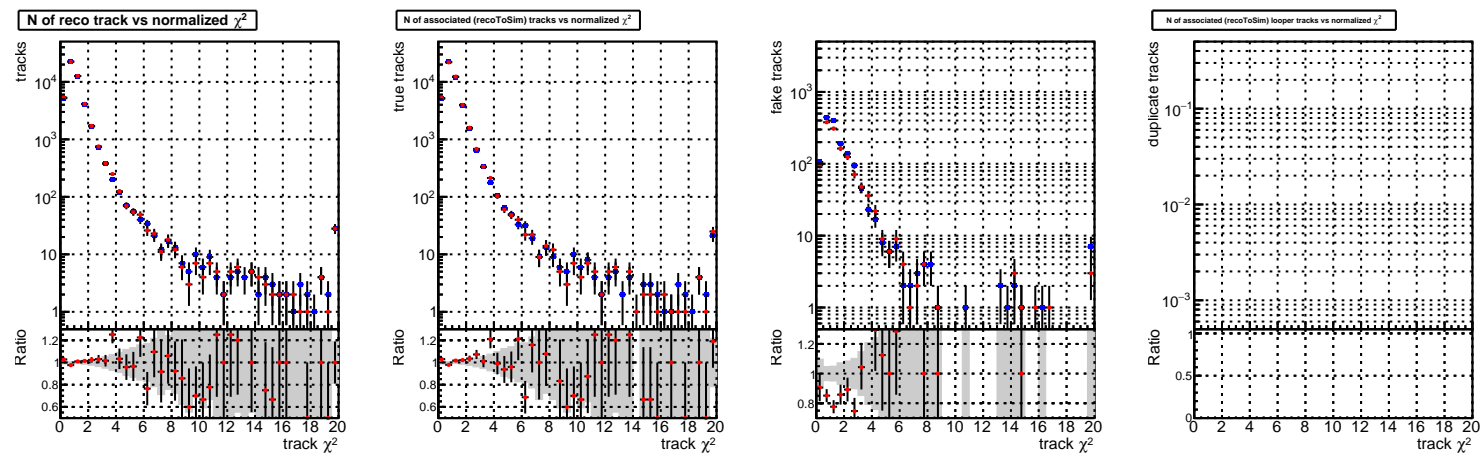 N of reco track vs normalized χ²
tracks
10⁴
10³
10²
10
1
Ratio
1.2
1.0
0.8
0.6
0 2 4 6 8 10 12 14 16 18 20
track χ²
N of associated (recoToSim) tracks vs normalized χ²
true tracks
10⁴
10³
10²
10
1
Ratio
1.2
1.0
0.8
0.6
0 2 4 6 8 10 12 14 16 18 20
track χ²
fake tracks
10³
10²
10
1
Ratio
1.2
1
0.8
0 2 4 6 8 10 12 14 16 18 20
track χ²
N of associated (recoToSim) looper tracks vs normalized χ²
duplicate tracks
10⁻¹
10⁻²
10⁻³
Ratio
1
0.5
0
0 2 4 6 8 10 12 14 16 18 20
track χ²